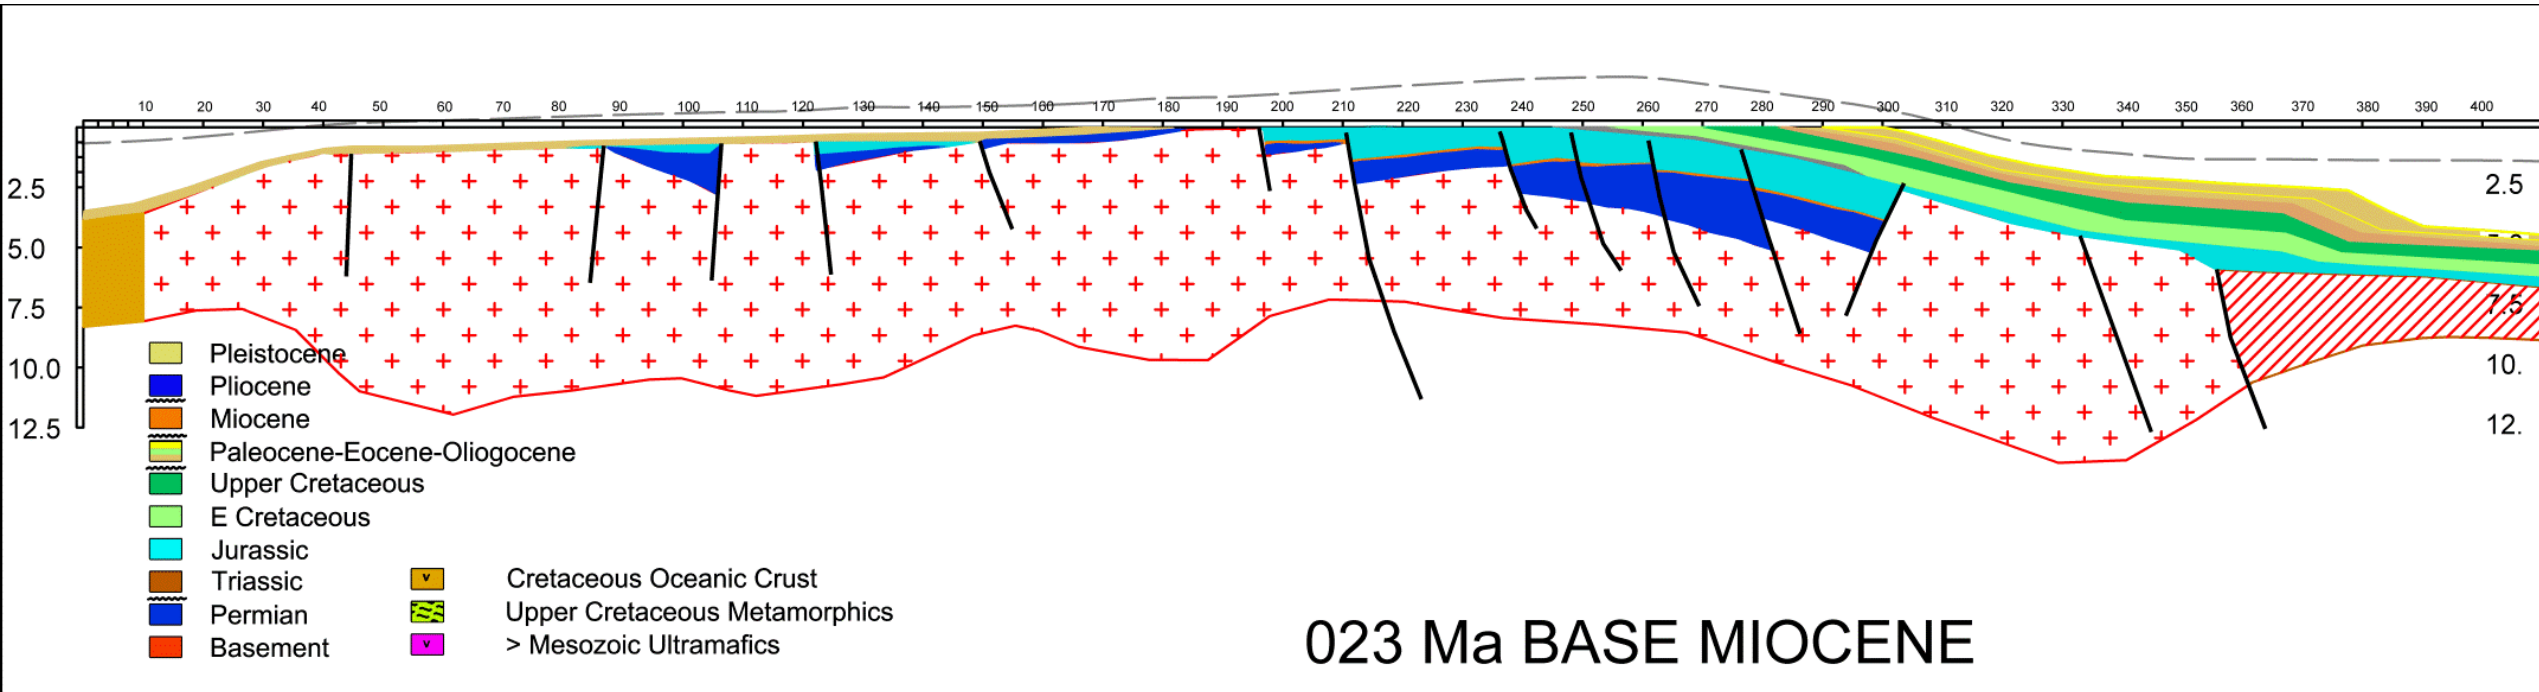 10 20 30 40 50 60 70 80 90 100 110 120 130 140 150 160 170 180 190 200 210 220 230 240 250 260 270 280 290 300 310 320 330 340 350 360 370 380 390 400
2.5 2.5
5.0
7.5 7.5
10.0 10.
12.5 12.
Pleistocene
Pliocene
Miocene
Paleocene-Eocene-Oliogocene
Upper Cretaceous
E Cretaceous
Jurassic
Triassic
Permian
Basement
v Cretaceous Oceanic Crust
Upper Cretaceous Metamorphics
v > Mesozoic Ultramafics
023 Ma BASE MIOCENE